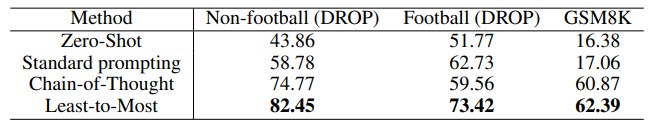 Method Non-football (DROP) Football (DROP) GSM8K
Zero-Shot 43.86 51.77 16.38
Standard prompting 58.78 62.73 17.06
Chain-of-Thought 74.77 59.56 60.87
Least-to-Most 82.45 73.42 62.39